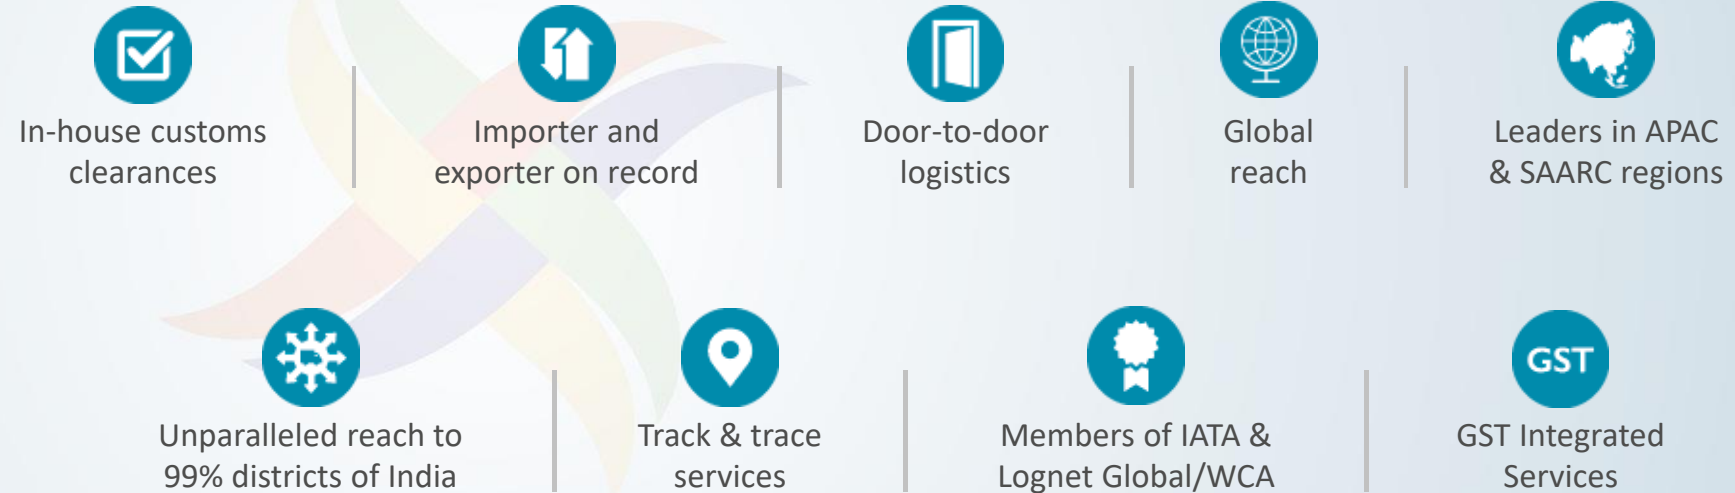 In-house customs
clearances
Importer and
exporter on record
Door-to-door
logistics
Global
reach
Leaders in APAC
& SAARC regions
Unparalleled reach to
99% districts of India
Track & trace
services
Members of IATA &
Lognet Global/WCA
GST
GST Integrated
Services